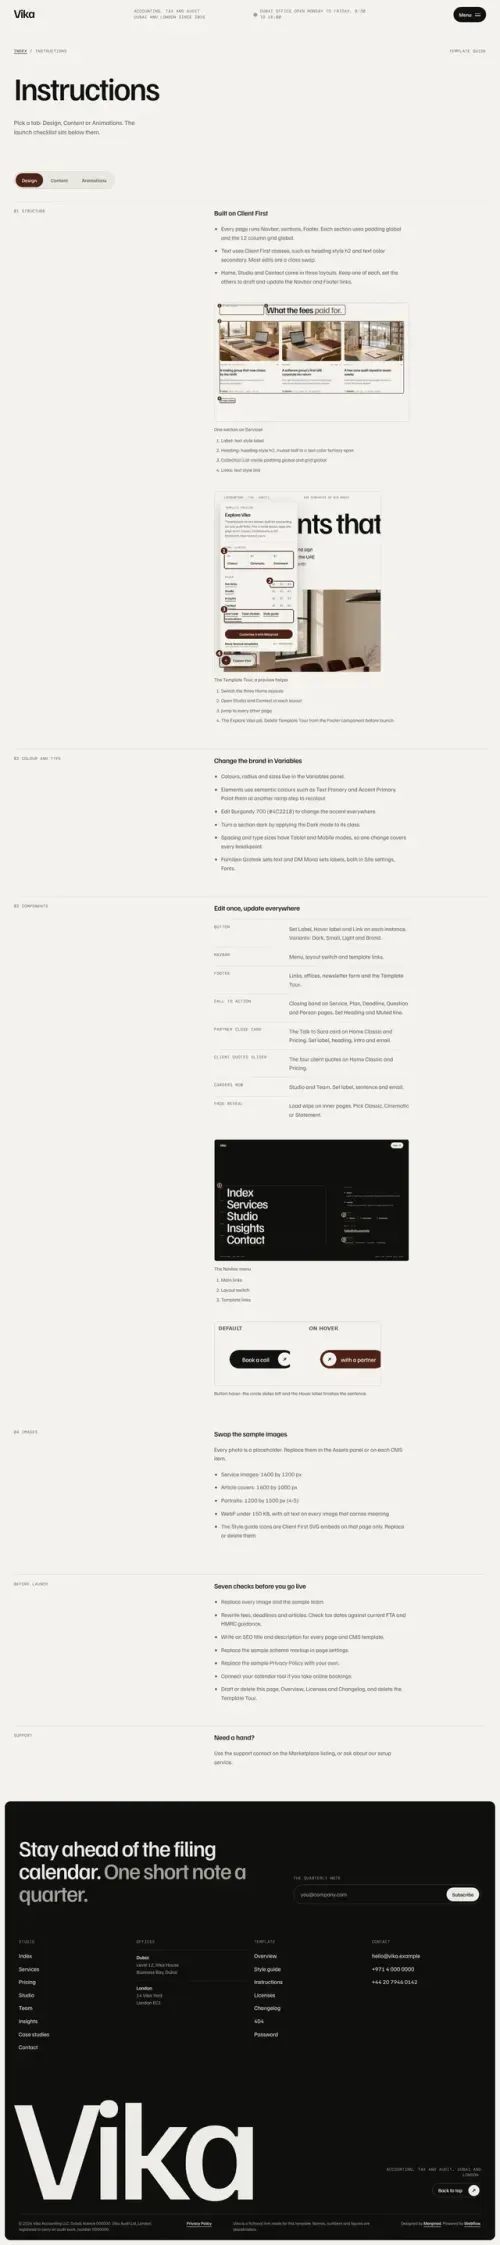 Vika
ACCOUNTING, TAX AND AUDIT
DUBAI AND LONDON SINCE 2009
DUBAI OFFICE OPEN MONDAY TO FRIDAY, 8:30
TO 18:00
Menu
INDEX / INSTRUCTIONS
TEMPLATE GUIDE
Instructions
Pick a tab: Design, Content or Animations. The
launch checklist sits below them.
Design
Content
Animations
01 STRUCTURE
Built on Client First
Every page runs Navbar, sections, Footer. Each section uses padding global
and the 12 column grid global.
Text uses Client First classes, such as heading style h2 and text color
secondary. Most edits are a class swap.
Home, Studio and Contact come in three layouts. Keep one of each, set the
others to draft and update the Navbar and Footer links.
What the fees paid for.
One section on Services
1. Label: text style label
2. Heading: heading style h2, muted half in a text color tertiary span
3. Collection List inside padding global and grid global
4. Links: text style link
Explore Vika
nts that
The Template Tour, a preview helper
1. Switch the three Home layouts
2. Open Studio and Contact in each layout
3. Jump to every other page
4. The Explore Vika pill. Delete Template Tour from the Footer component before launch
02 COLOUR AND TYPE
Change the brand in Variables
Colours, radius and sizes live in the Variables panel.
Elements use semantic colours such as Text Primary and Accent Primary.
Point them at another ramp step to recolour.
Edit Burgundy 700 (#4C221B) to change the accent everywhere.
Turn a section dark by applying the Dark mode to its class.
Spacing and type sizes have Tablet and Mobile modes, so one change covers
every breakpoint.
Familjen Grotesk sets text and DM Mono sets labels, both in Site settings,
Fonts.
03 COMPONENTS
Edit once, update everywhere
BUTTON
Set Label, Hover label and Link on each instance.
Variants: Dark, Small, Light and Brand.
NAVBAR
Menu, layout switch and template links.
FOOTER
Links, offices, newsletter form and the Template
Tour.
CALL TO ACTION
Closing band on Service, Plan, Deadline, Question
and Person pages. Set Heading and Muted line.
PARTNER CLOSE CARD
The Talk to Sara card on Home Classic and
Pricing. Set label, heading, intro and email.
CLIENT QUOTES SLIDER
The four client quotes on Home Classic and
Pricing.
CAREERS ROW
Studio and Team. Set label, sentence and email.
PAGE REVEAL
Load wipe on inner pages. Pick Classic, Cinematic
or Statement.
Index
Services
Studio
Insights
Contact
The Navbar menu
1. Main links
2. Layout switch
3. Template links
DEFAULT
ON HOVER
Book a call
with a partner
Button hover: the circle slides left and the Hover label finishes the sentence.
04 IMAGES
Swap the sample images
Every photo is a placeholder. Replace them in the Assets panel or on each CMS
item.
Service images: 1600 by 1200 px
Article covers: 1600 by 1000 px
Portraits: 1200 by 1500 px (4:5)
WebP under 150 KB, with alt text on every image that carries meaning.
The Style guide icons are Client First SVG embeds on that page only. Replace
or delete them.
BEFORE LAUNCH
Seven checks before you go live
Replace every image and the sample team.
Rewrite fees, deadlines and articles. Check tax dates against current FTA and
HMRC guidance.
Write an SEO title and description for every page and CMS template.
Replace the sample schema markup in page settings.
Replace the sample Privacy Policy with your own.
Connect your calendar tool if you take online bookings.
Draft or delete this page, Overview, Licenses and Changelog, and delete the
Template Tour.
SUPPORT
Need a hand?
Use the support contact on the Marketplace listing, or ask about our setup
service.
Stay ahead of the filing
calendar. One short note a
quarter.
THE QUARTERLY NOTE
you@company.com
Subscribe
STUDIO
Index
Services
Pricing
Studio
Team
Insights
Case studies
Contact
OFFICES
Dubai
Level 12, Vika House
Business Bay, Dubai
London
14 Vika Yard
London EC1
TEMPLATE
Overview
Style guide
Instructions
Licenses
Changelog
404
Password
CONTACT
hello@vika.example
+971 4 000 0000
+44 20 7946 0142
Vika
ACCOUNTING, TAX AND AUDIT, DUBAI AND
LONDON
Back to top
Privacy Policy